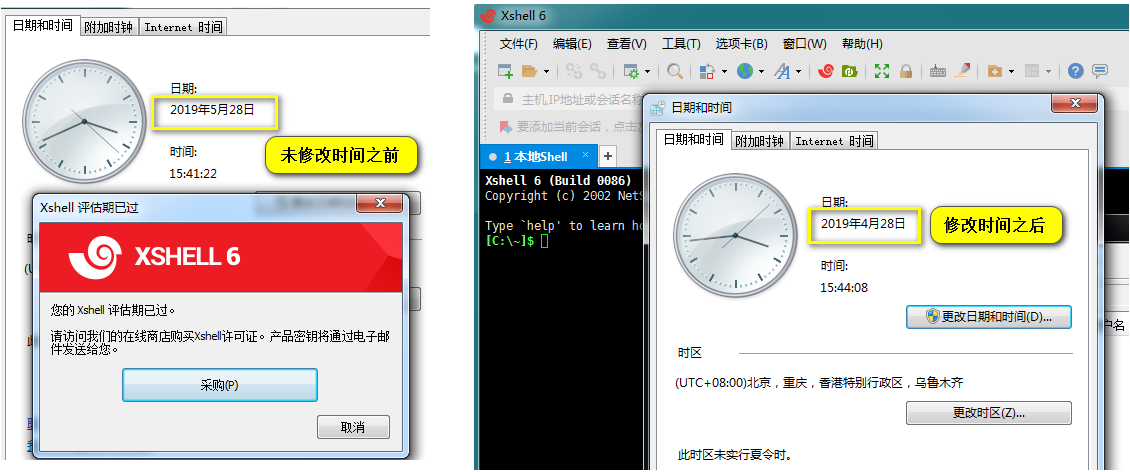 日期和时间 附加时钟 Internet 时间
日期:
2019年5月28日
未修改时间之前
时间:
15:41:22
Xshell 评估期已过
XSHELL 6
您的 Xshell 评估期已过。
请访问我们的在线商店购买Xshell许可证。产品密钥将通过电子邮
件发送给您。
采购(P)
取消
Xshell 6
文件(F) 编辑(E) 查看(V) 工具(T) 选项卡(B) 窗口(W) 帮助(H)
主机,IP地址或会话名称
要添加当前会话，点击
1 本地Shell
Xshell 6 (Build 0086)
Copyright (c) 2002 Net
Type `help' to learn
[C:\~]$
日期和时间
日期和时间 附加时钟 Internet 时间
日期:
2019年4月28日
修改时间之后
时间:
15:44:08
更改日期和时间(D)...
户名
时区
(UTC+08:00)北京，重庆，香港特别行政区，乌鲁木齐
更改时区(Z)...
此时区未实行夏令时。